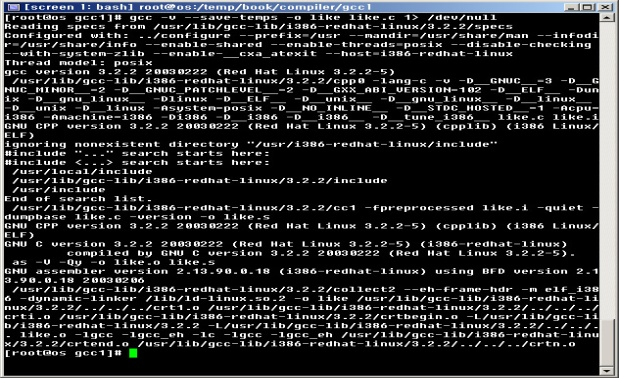 [screen 1: bash] root@os:/temp/book/compiler/gcc1
[root@os gcc1]# gcc -v --save-temps -o like like.c 1> /dev/null
Reading specs from /usr/lib/gcc-lib/i386-redhat-linux/3.2.2/specs
Configured with: ../configure --prefix=/usr --mandir=/usr/share/man --infodi
r=/usr/share/info --enable-shared --enable-threads=posix --disable-checking
--with-system-zlib --enable-__cxa_atexit --host=i386-redhat-linux
Thread model: posix
gcc version 3.2.2 20030222 (Red Hat Linux 3.2.2-5)
/usr/lib/gcc-lib/i386-redhat-linux/3.2.2/cpp0 -lang-c -v -D__GNUC__=3 -D__G
NUC_MINOR__=2 -D__GNUC_PATCHLEVEL__=2 -D__GXX_ABI_VERSION=102 -D__ELF__ -Dun
ix -D__gnu_linux__ -Dlinux -D__ELF__ -D__unix__ -D__gnu_linux__ -D__linux__
-D__unix -D__linux -Asystem=posix -D__NO_INLINE__ -D__STDC_HOSTED__=1 -Acpu=
i386 -Amachine=i386 -Di386 -D__i386 -D__i386__ -D__tune_i386__ like.c like.i
GNU CPP version 3.2.2 20030222 (Red Hat Linux 3.2.2-5) (cpplib) (i386 Linux/
ELF)
ignoring nonexistent directory "/usr/i386-redhat-linux/include"
#include "..." search starts here:
#include <...> search starts here:
/usr/local/include
/usr/lib/gcc-lib/i386-redhat-linux/3.2.2/include
/usr/include
End of search list.
/usr/lib/gcc-lib/i386-redhat-linux/3.2.2/cc1 -fpreprocessed like.i -quiet -
dumpbase like.c -version -o like.s
GNU CPP version 3.2.2 20030222 (Red Hat Linux 3.2.2-5) (cpplib) (i386 Linux/
ELF)
GNU C version 3.2.2 20030222 (Red Hat Linux 3.2.2-5) (i386-redhat-linux)
compiled by GNU C version 3.2.2 20030222 (Red Hat Linux 3.2.2-5).
as -V -Qy -o like.o like.s
GNU assembler version 2.13.90.0.18 (i386-redhat-linux) using BFD version 2.1
3.90.0.18 20030206
/usr/lib/gcc-lib/i386-redhat-linux/3.2.2/collect2 --eh-frame-hdr -m elf_i38
6 -dynamic-linker /lib/ld-linux.so.2 -o like /usr/lib/gcc-lib/i386-redhat-li
nux/3.2.2/../../../crt1.o /usr/lib/gcc-lib/i386-redhat-linux/3.2.2/../../../
crti.o /usr/lib/gcc-lib/i386-redhat-linux/3.2.2/crtbegin.o -L/usr/lib/gcc-li
b/i386-redhat-linux/3.2.2 -L/usr/lib/gcc-lib/i386-redhat-linux/3.2.2/../../.
. like.o -lgcc -lgcc_eh -lc -lgcc -lgcc_eh /usr/lib/gcc-lib/i386-redhat-linu
x/3.2.2/crtend.o /usr/lib/gcc-lib/i386-redhat-linux/3.2.2/../../../crtn.o
[root@os gcc1]#